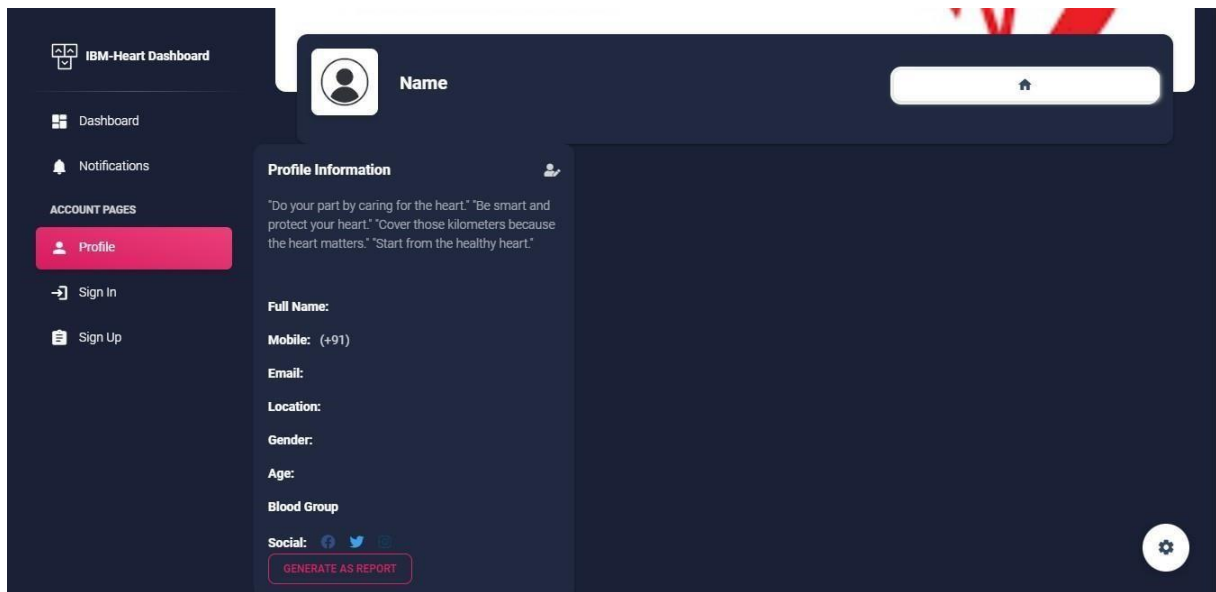 IBM-Heart Dashboard
Dashboard
Notifications
ACCOUNT PAGES
Profile
Sign In
Sign Up
Name
Profile Information
"Do your part by caring for the heart." "Be smart and
protect your heart." "Cover those kilometers because
the heart matters." "Start from the healthy heart."
Full Name:
Mobile: (+91)
Email:
Location:
Gender:
Age:
Blood Group
Social:
GENERATE AS REPORT